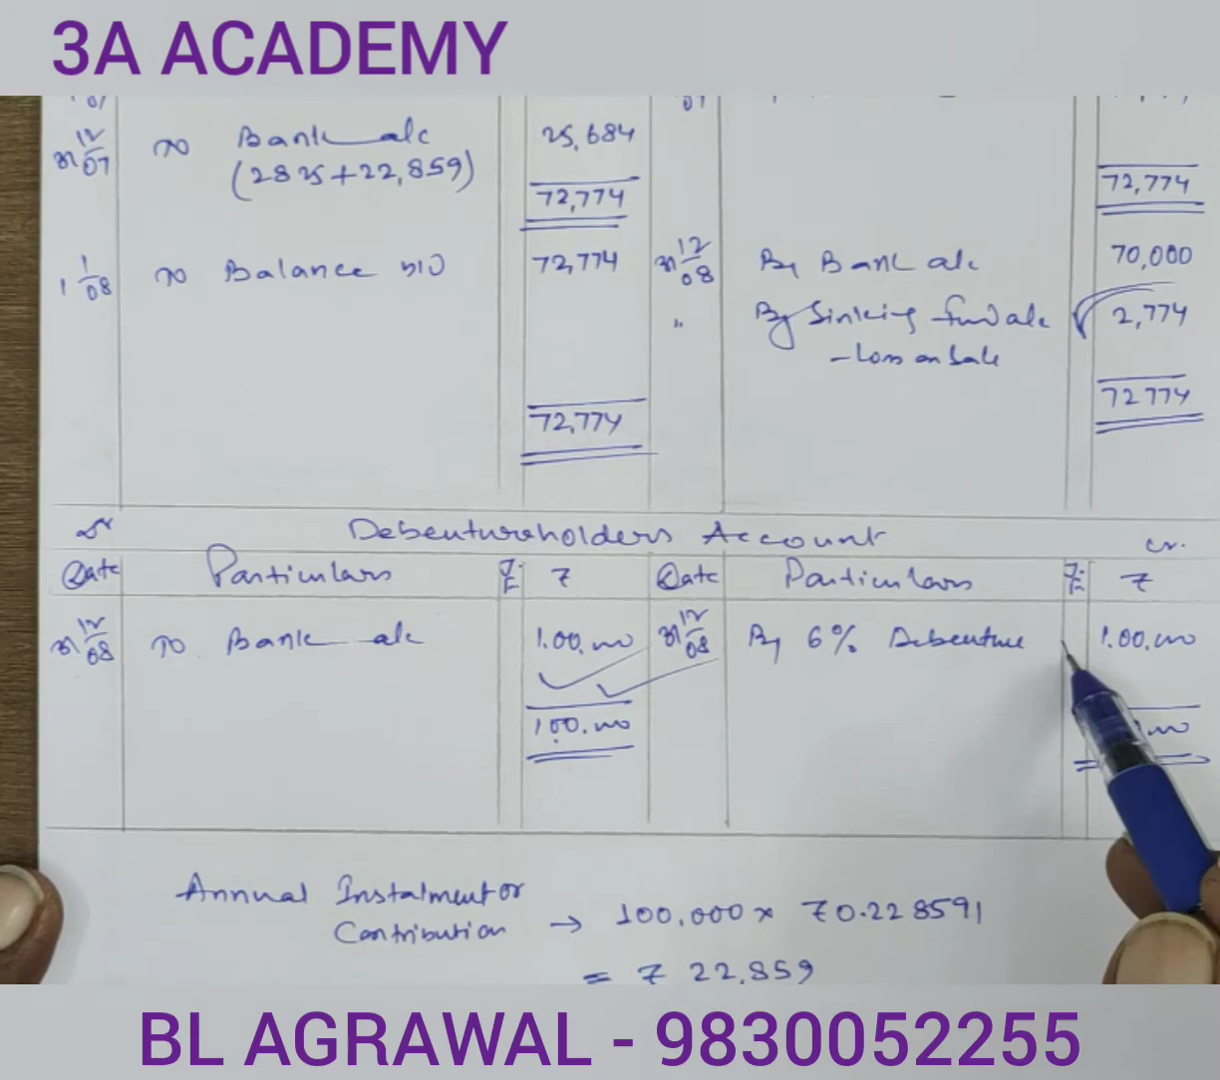 3A ACADEMY
31 12/07 To Bank a/c 25,684
(2825+22,859) 72,774 72,774
1 1/08 To Balance b/d 72,774 31 12/08 By Bank a/c 70,000
" By Sinking fund a/c 2,774
- Loss on Sale
72,774 72774
Dr Debentureholders Account Cr.
Date Particulars J.F. ₹ Date Particulars J.F. ₹
31 12/08 To Bank a/c 1,00,000 31 12/08 By 6% Debenture 1,00,000
1,00,000
Annual Instalment or
Contribution → 100,000 × ₹0.228591
= ₹ 22,859
BL AGRAWAL - 9830052255